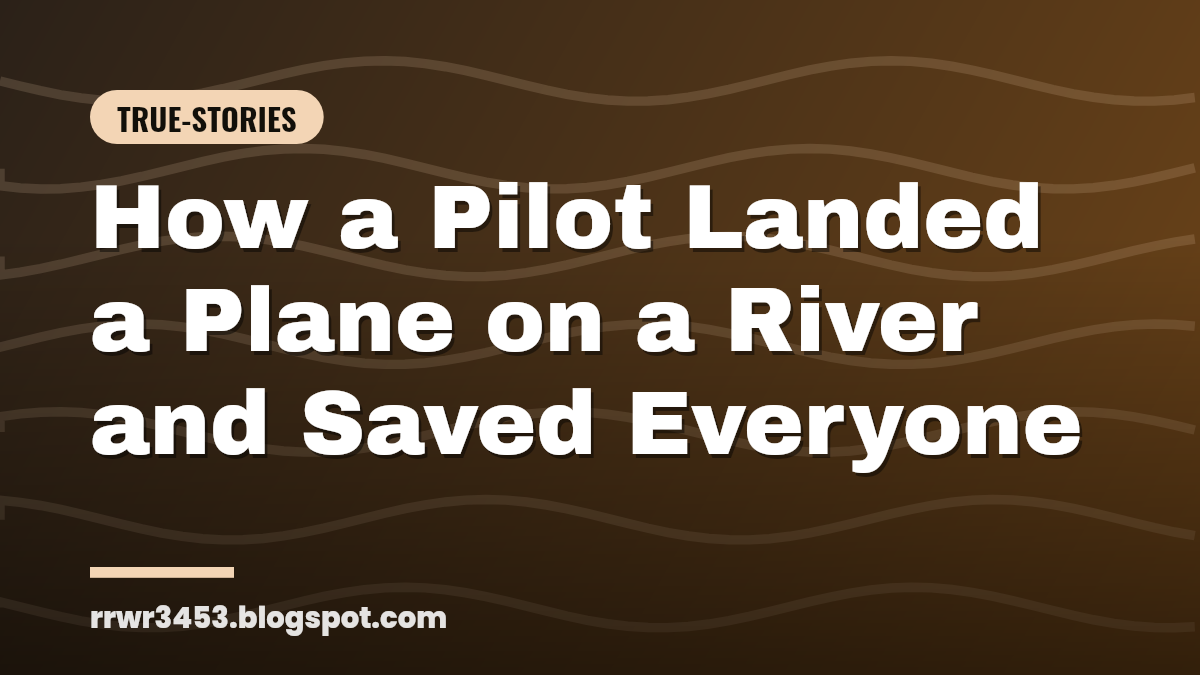 TRUE-STORIES
How a Pilot Landed
a Plane on a River
and Saved Everyone
rrwr3453.blogspot.com